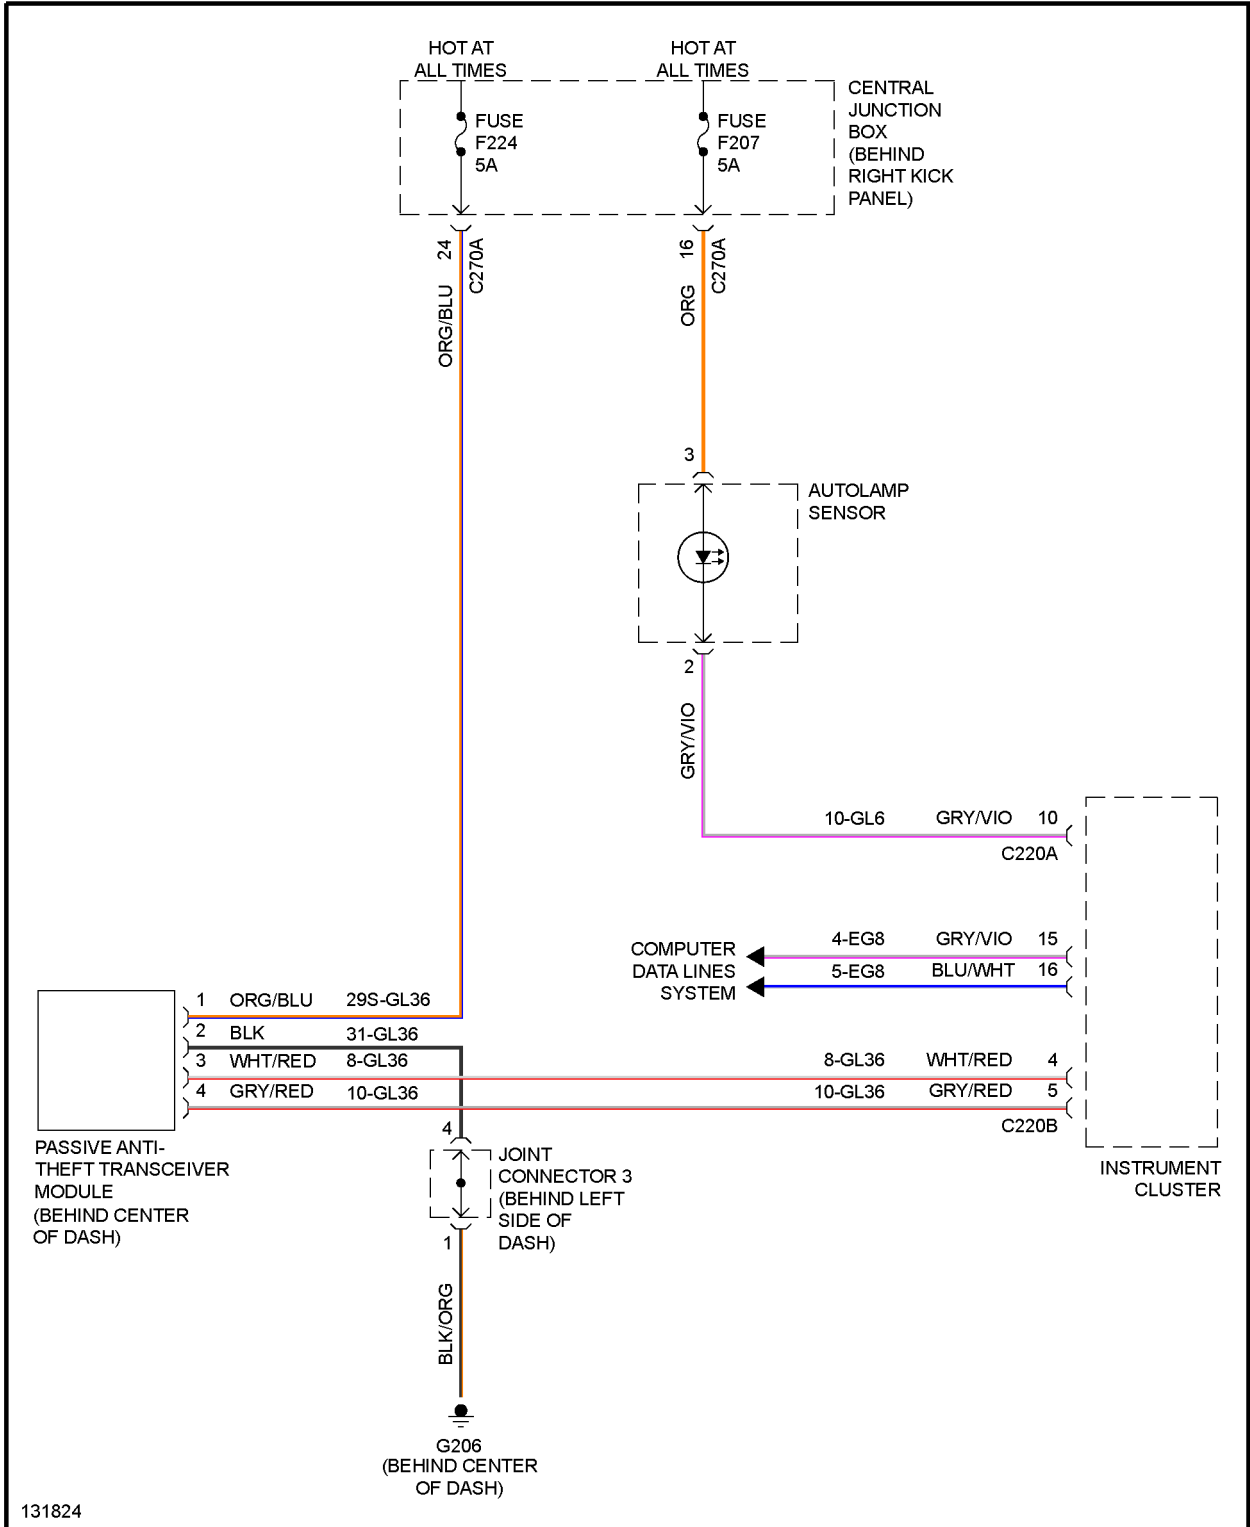 HOT AT
ALL TIMES
HOT AT
ALL TIMES
FUSE
F224
5A
FUSE
F207
5A
CENTRAL
JUNCTION
BOX
(BEHIND
RIGHT KICK
PANEL)
24
C270A
ORG/BLU
16
C270A
ORG
3
AUTOLAMP
SENSOR
2
GRY/VIO
10-GL6 GRY/VIO 10
C220A
COMPUTER
DATA LINES
SYSTEM
4-EG8 GRY/VIO 15
5-EG8 BLU/WHT 16
1 ORG/BLU 29S-GL36
2 BLK 31-GL36
3 WHT/RED 8-GL36
4 GRY/RED 10-GL36
8-GL36 WHT/RED 4
10-GL36 GRY/RED 5
C220B
PASSIVE ANTI-
THEFT TRANSCEIVER
MODULE
(BEHIND CENTER
OF DASH)
4
JOINT
CONNECTOR 3
(BEHIND LEFT
SIDE OF
DASH)
1
INSTRUMENT
CLUSTER
BLK/ORG
G206
(BEHIND CENTER
OF DASH)
131824